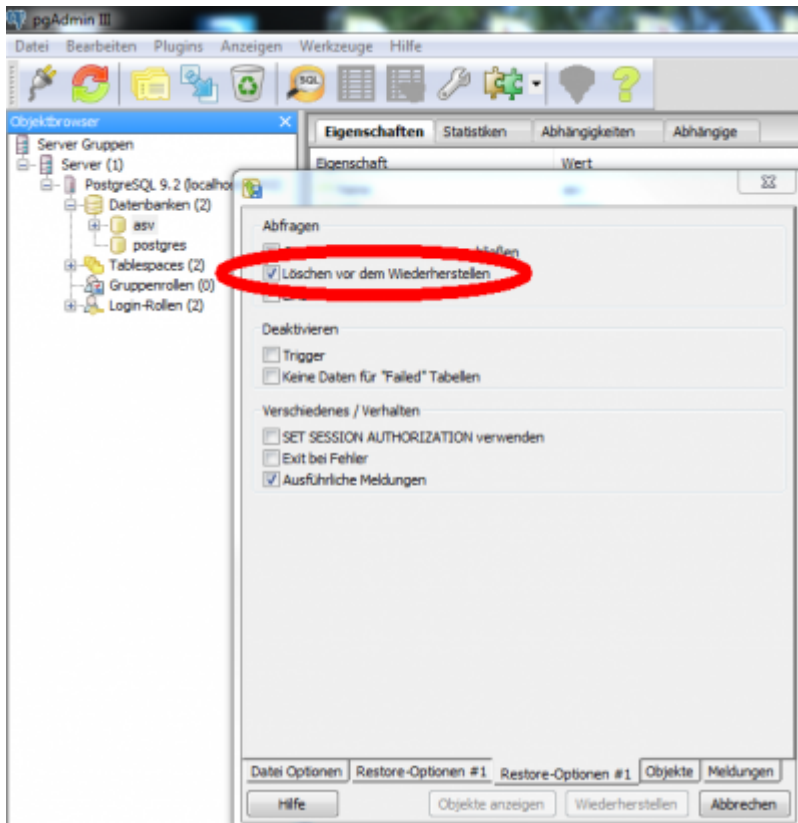 pgAdmin III
Datei Bearbeiten Plugins Anzeigen Werkzeuge Hilfe
SQL
Objektbrowser
Eigenschaften Statistiken Abhängigkeiten Abhängige
Server Gruppen
Eigenschaft Wert
Server (1)
PostgreSQL 9.2 (localhos
Datenbanken (2)
asv
postgres
Tablespaces (2)
Gruppenrollen (0)
Login-Rollen (2)
Abfragen
Löschen vor dem Wiederherstellen
Deaktivieren
Trigger
Keine Daten für "Failed" Tabellen
Verschiedenes / Verhalten
SET SESSION AUTHORIZATION verwenden
Exit bei Fehler
Ausführliche Meldungen
Datei Optionen Restore-Optionen #1 Restore-Optionen #1 Objekte Meldungen
Hilfe Objekte anzeigen Wiederherstellen Abbrechen